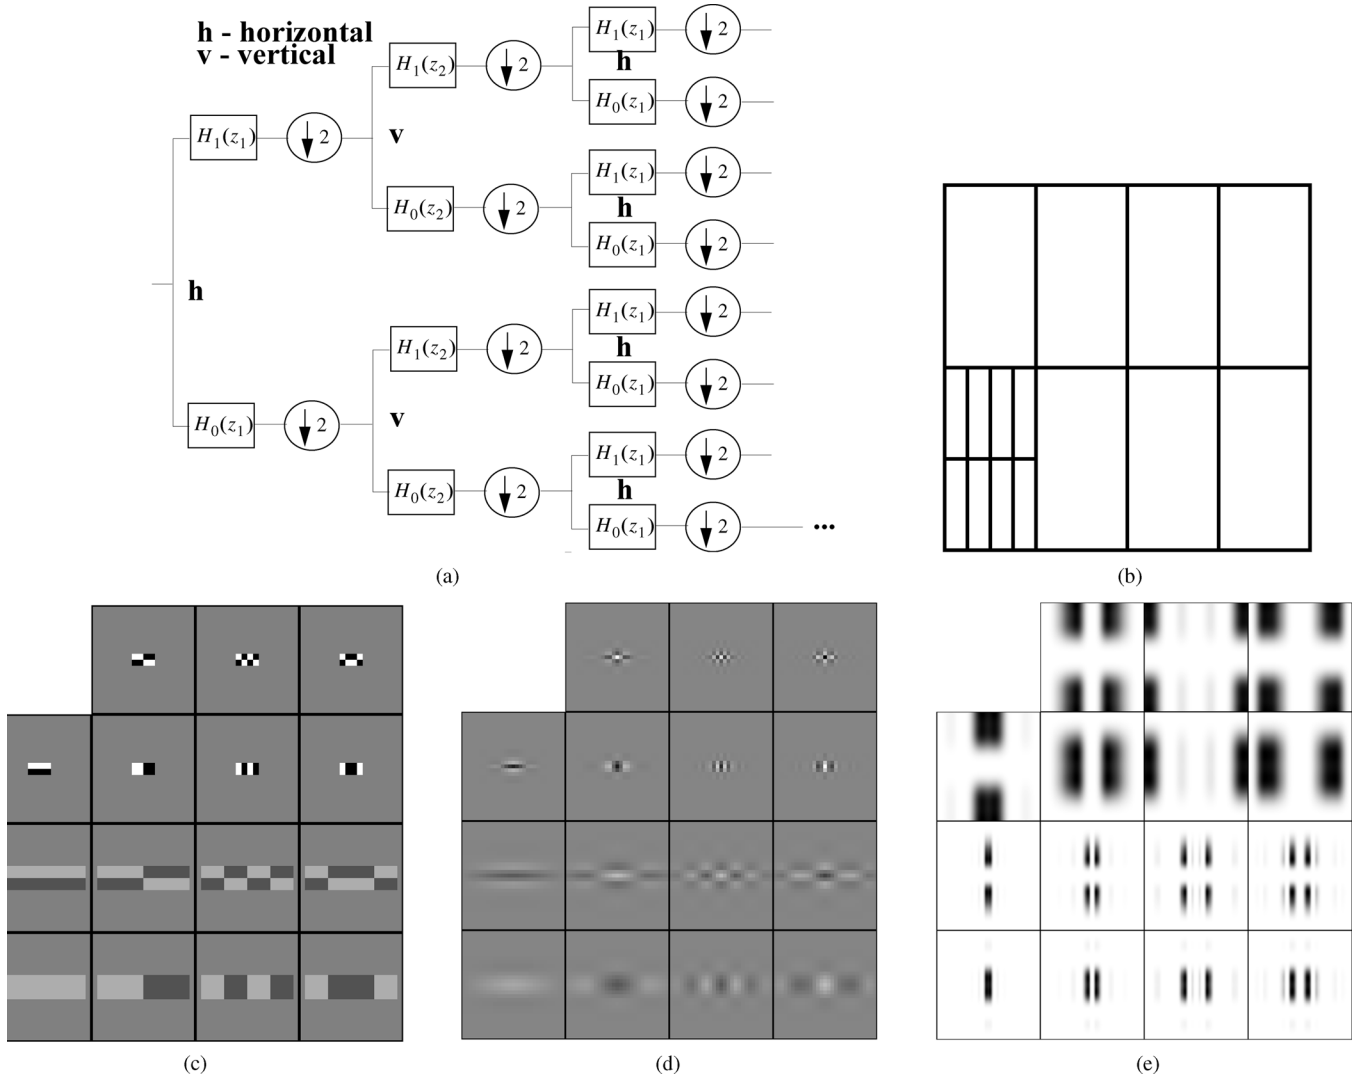 h - horizontal
v - vertical
H1(z1) ↓2
H0(z1) ↓2
h
H1(z2) ↓2
H0(z2) ↓2
v
H1(z2) ↓2
H0(z2) ↓2
v
H1(z1) ↓2
h
H0(z1) ↓2
H1(z1) ↓2
h
H0(z1) ↓2
H1(z1) ↓2
h
H0(z1) ↓2
H1(z1) ↓2
h
H0(z1) ↓2 ...
(a)
(b)
(c)
(d)
(e)